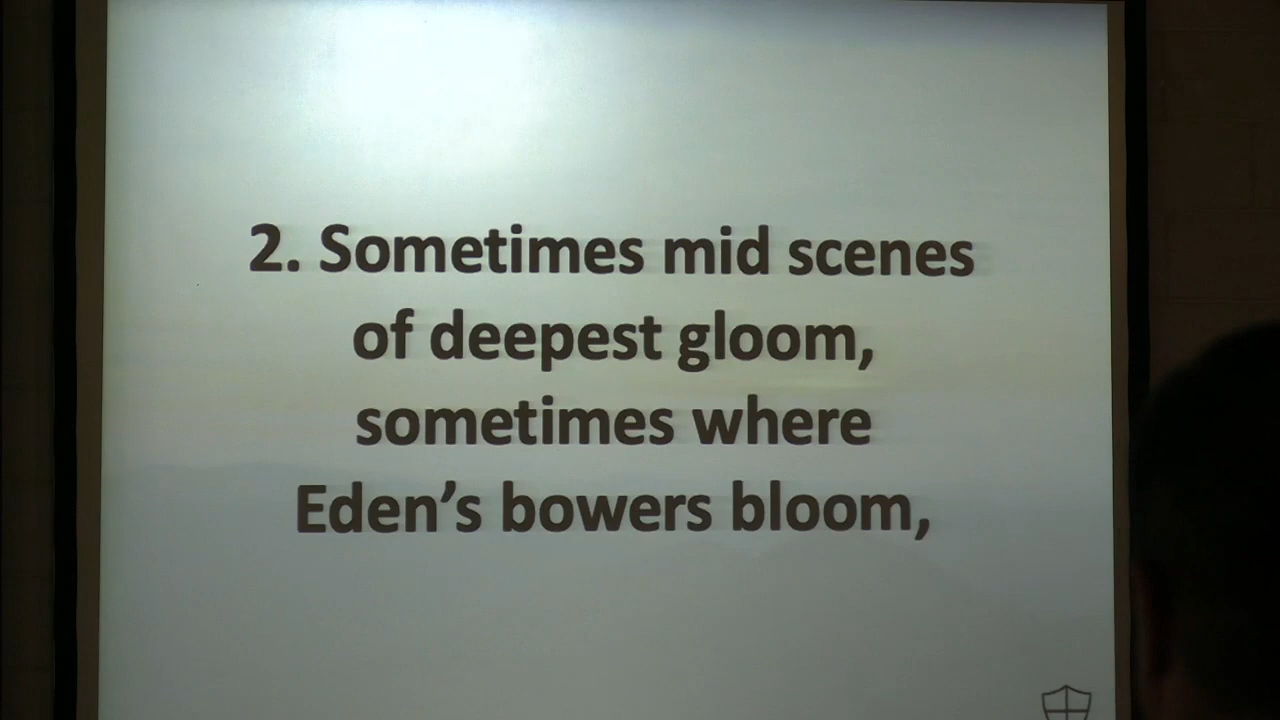 2. Sometimes mid scenes
of deepest gloom,
sometimes where
Eden’s bowers bloom,